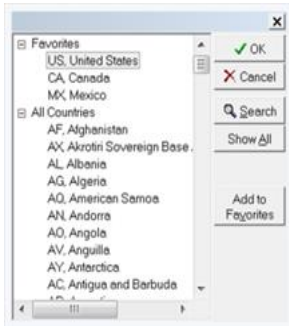 Favorites
US, United States
CA, Canada
MX, Mexico
All Countries
AF, Afghanistan
AX, Akrotiri Sovereign Base
AL, Albania
AG, Algeria
AQ, American Samoa
AN, Andorra
AO, Angola
AV, Anguilla
AY, Antarctica
AC, Antigua and Barbuda
OK
Cancel
Search
Show All
Add to
Favorites